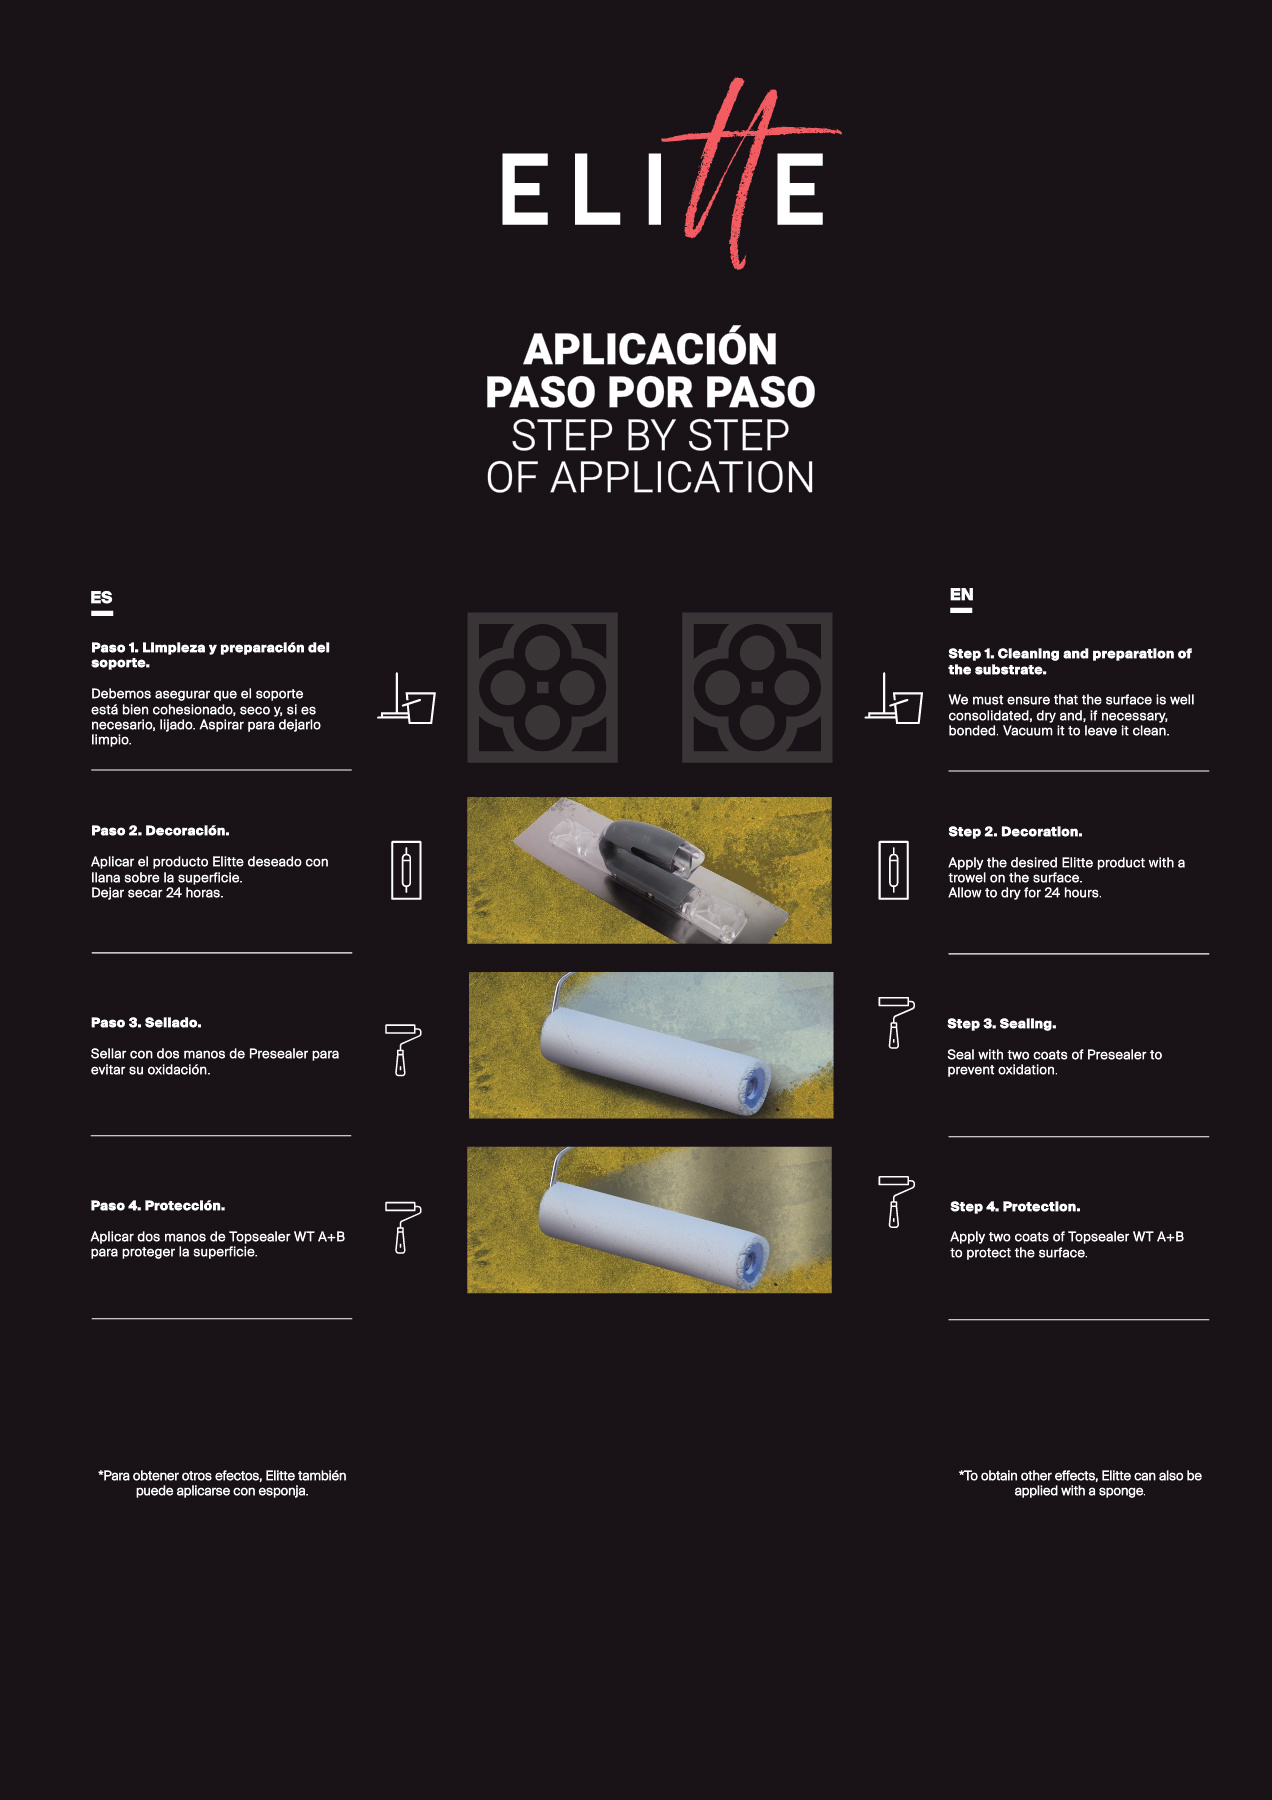 ELITTE
APLICACIÓN
PASO POR PASO
STEP BY STEP
OF APPLICATION
ES
Paso 1. Limpieza y preparación del
soporte.
Debemos asegurar que el soporte
está bien cohesionado, seco y, si es
necesario, lijado. Aspirar para dejarlo
limpio.
Paso 2. Decoración.
Aplicar el producto Elitte deseado con
llana sobre la superficie.
Dejar secar 24 horas.
Paso 3. Sellado.
Sellar con dos manos de Presealer para
evitar su oxidación.
Paso 4. Protección.
Aplicar dos manos de Topsealer WT A+B
para proteger la superficie.
*Para obtener otros efectos, Elitte también
puede aplicarse con esponja.
EN
Step 1. Cleaning and preparation of
the substrate.
We must ensure that the surface is well
consolidated, dry and, if necessary,
bonded. Vacuum it to leave it clean.
Step 2. Decoration.
Apply the desired Elitte product with a
trowel on the surface.
Allow to dry for 24 hours.
Step 3. Sealing.
Seal with two coats of Presealer to
prevent oxidation.
Step 4. Protection.
Apply two coats of Topsealer WT A+B
to protect the surface.
*To obtain other effects, Elitte can also be
applied with a sponge.